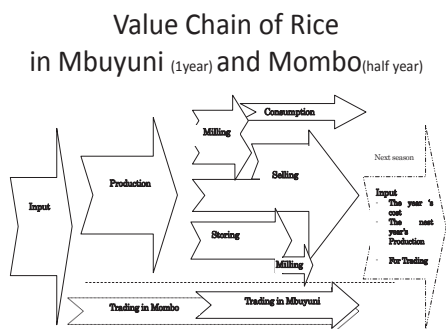 Value Chain of Rice
in Mbuyuni (1year) and Mombo(half year)
Consumption
Milling
Next season
Production
Selling
Input
Input
· The year 's
cost
· The next
year's
Production
· For Trading
Storing
Milling
Trading in Mombo
Trading in Mbuyuni